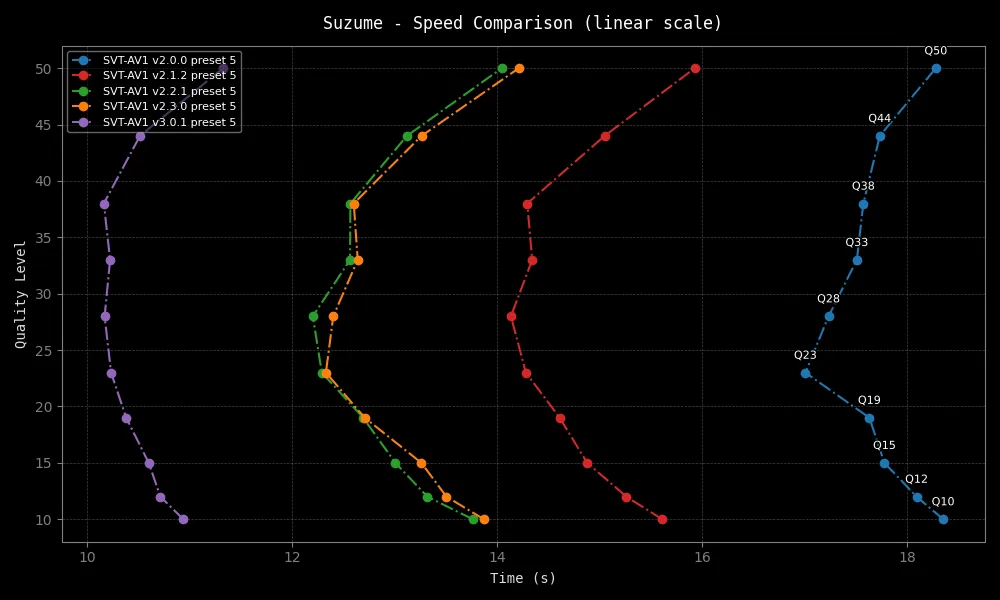 Suzume - Speed Comparison (linear scale)
SVT-AV1 v2.0.0 preset 5
SVT-AV1 v2.1.2 preset 5
SVT-AV1 v2.2.1 preset 5
SVT-AV1 v2.3.0 preset 5
SVT-AV1 v3.0.1 preset 5
Quality Level
50
45
40
35
30
25
20
15
10
Q50
Q44
Q38
Q33
Q28
Q23
Q19
Q15
Q12
Q10
10 12 14 16 18
Time (s)